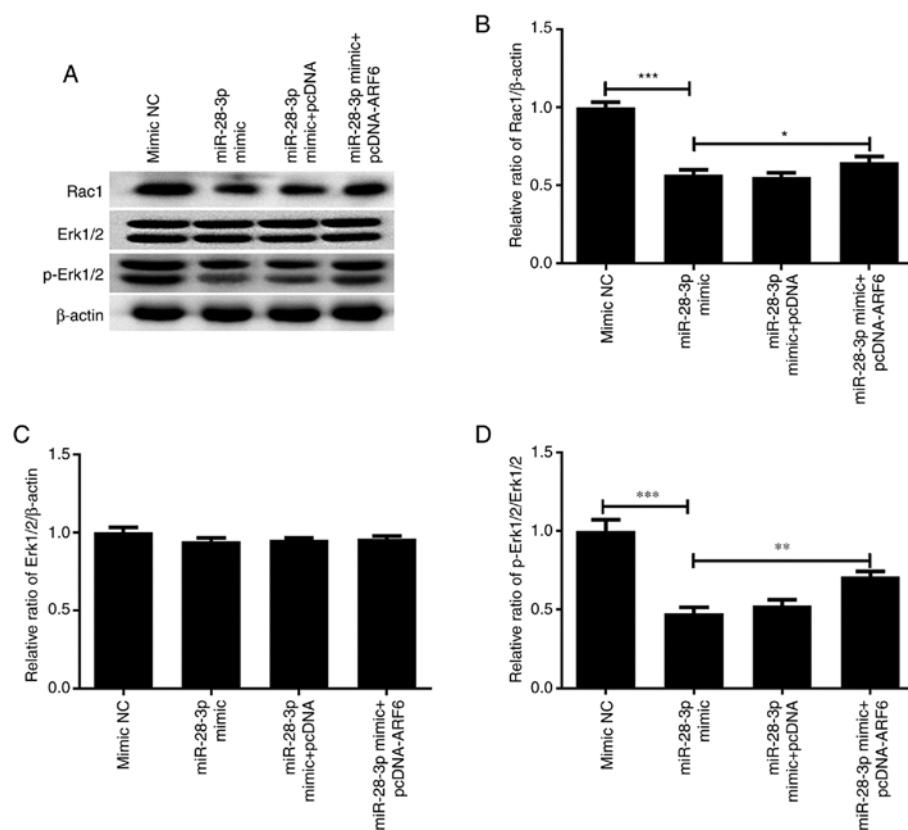 A
Mimic NC
miR-28-3p
mimic
miR-28-3p
mimic+pcDNA
miR-28-3p mimic+
pcDNA-ARF6
Rac1
Erk1/2
p-Erk1/2
β-actin
B
Relative ratio of Rac1/β-actin
1.5
1.0
0.5
0.0
***
*
Mimic NC
miR-28-3p
mimic
miR-28-3p
mimic+pcDNA
miR-28-3p mimic+
pcDNA-ARF6
C
Relative ratio of Erk1/2/β-actin
1.5
1.0
0.5
0.0
Mimic NC
miR-28-3p
mimic
miR-28-3p
mimic+pcDNA
miR-28-3p mimic+
pcDNA-ARF6
D
Relative ratio of p-Erk1/2/Erk1/2
1.5
1.0
0.5
0.0
***
**
Mimic NC
miR-28-3p
mimic
miR-28-3p
mimic+pcDNA
miR-28-3p mimic+
pcDNA-ARF6